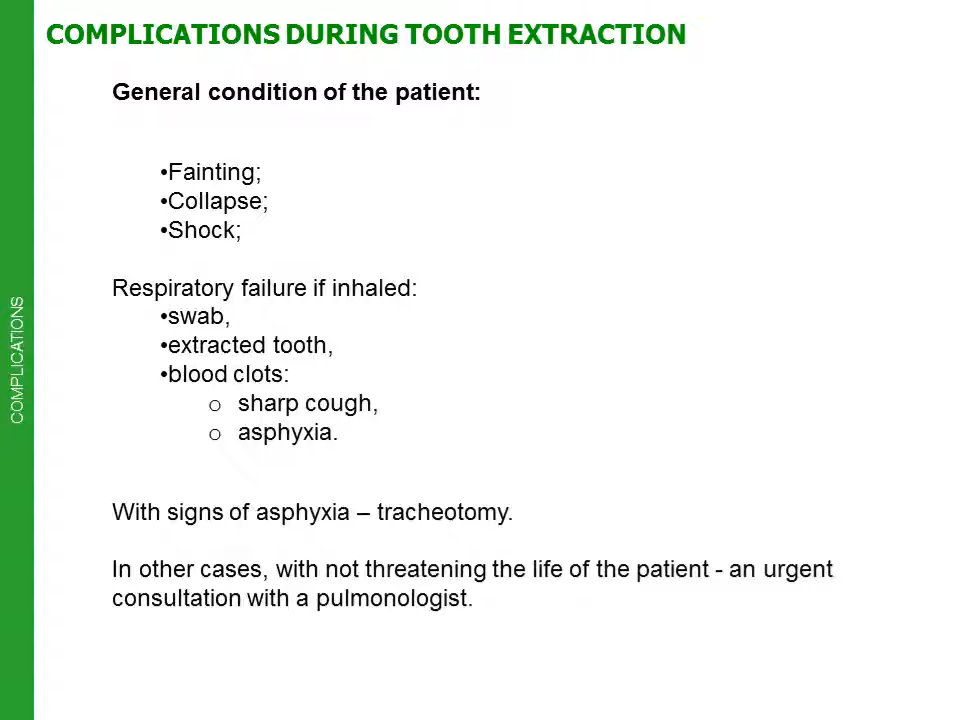 COMPLICATIONS DURING TOOTH EXTRACTION
General condition of the patient:
•Fainting;
•Collapse;
•Shock;
Respiratory failure if inhaled:
•swab,
•extracted tooth,
•blood clots:
o sharp cough,
o asphyxia.
With signs of asphyxia – tracheotomy.
In other cases, with not threatening the life of the patient - an urgent
consultation with a pulmonologist.
COMPLICATIONS